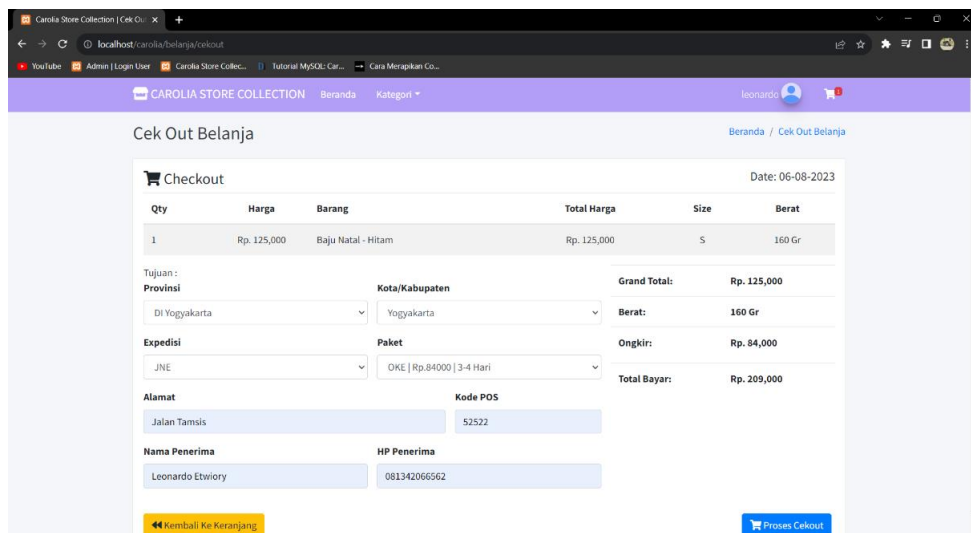 Carolia Store Collection | Cek Out
localhost/carolia/belanja/cekout
YouTube Admin | Login User Carolia Store Collec... Tutorial MySQL: Car... Cara Merapikan Co...
CAROLIA STORE COLLECTION Beranda Kategori leonardo
Cek Out Belanja Beranda / Cek Out Belanja
Checkout Date: 06-08-2023
Qty Harga Barang Total Harga Size Berat
1 Rp. 125,000 Baju Natal - Hitam Rp. 125,000 S 160 Gr
Tujuan :
Provinsi Kota/Kabupaten
DI Yogyakarta Yogyakarta
Expedisi Paket
JNE OKE | Rp.84000 | 3-4 Hari
Alamat Kode POS
Jalan Tamsis 52522
Nama Penerima HP Penerima
Leonardo Etwiory 081342066562
Grand Total: Rp. 125,000
Berat: 160 Gr
Ongkir: Rp. 84,000
Total Bayar: Rp. 209,000
Kembali Ke Keranjang Proses Cekout